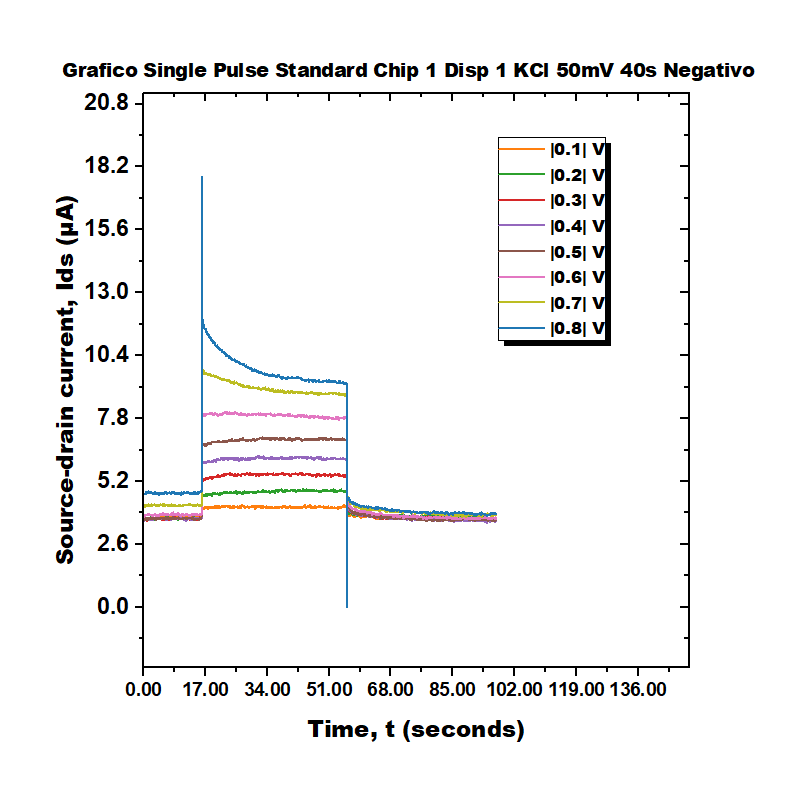 Grafico Single Pulse Standard Chip 1 Disp 1 KCl 50mV 40s Negativo
20.8
18.2
15.6
13.0
10.4
7.8
5.2
2.6
0.0
Source-drain current, Ids (µA)
|0.1| V
|0.2| V
|0.3| V
|0.4| V
|0.5| V
|0.6| V
|0.7| V
|0.8| V
0.00 17.00 34.00 51.00 68.00 85.00 102.00 119.00 136.00
Time, t (seconds)